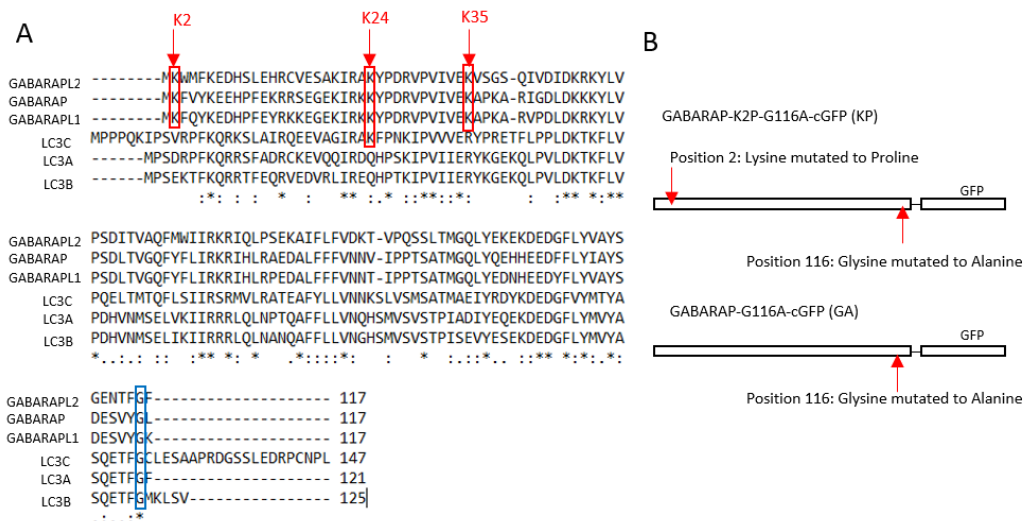 A
B
K2 K24 K35
GABARAPL2 --------MKWMFKEDHSLEHRCVESAKIRAKYPDRVPVIVEKVSGS-QIVDIDKRKYLV
GABARAP --------MKFVYKEEHPFEKRRSEGEKIRKKYPDRVPVIVEKAPKA-RIGDLDKKKYLV
GABARAPL1 --------MKFQYKEDHPFEYRKKEGEKIRKKYPDRVPVIVEKAPKA-RVPDLDKRKYLV
LC3C MPPPQKIPSVRPFKQRKSLAIRQEEVAGIRAKFPNKIPVVVERYPRETFLPPLDKTKFLV
LC3A ------MPSDRPFKQRRSFADRCKEVQQIRDQHPSKIPVIIERYKGEKQLPVLDKTKFLV
LC3B ------MPSEKTFKQRRTFEQRVEDVRLIREQHPTKIPVIIERYKGEKQLPVLDKTKFLV
:*: : : * : ** * ::**::*: : :** *:**
GABARAPL2 PSDITVAQFMWIIRKRIQLPSEKAIFLFVDKT-VPQSSLTMGQLYEKEKDEDGFLYVAYS
GABARAP PSDLTVGQFYFLIRKRIHLRAEDALFFFVNNV-IPPTSATMGQLYQEHHEEDFFLYIAYS
GABARAPL1 PSDLTVGQFYFLIRKRIHLRPEDALFFFVNNT-IPPTSATMGQLYEDNHEEDYFLYVAYS
LC3C PQELTMTQFLSIIRSRMVLRATEAFYLLVNNKSLVSMSATMAEIYRDYKDEDGFVYMTYA
LC3A PDHVNMSELVKIIRRRLQLNPTQAFFLLVNQHSMVSVSTPIADIYEQEKDEDGFLYMVYA
LC3B PDHVNMSELIKIIRRRLQLNANQAFFLLVNGHSMVSVSTPISEVYESEKDEDGFLYMVYA
*..:.: :: :** *: * .*:::*: : * :..:*.. ::** *:*:.*:
GABARAPL2 GENTFGF-------------------- 117
GABARAP DESVYGL-------------------- 117
GABARAPL1 DESVYGK-------------------- 117
LC3C SQETFGCLESAAPRDGSSLEDRPCNPL 147
LC3A SQETFGF-------------------- 121
LC3B SQETFGMKLSV---------------- 125
.:..:*
GABARAP-K2P-G116A-cGFP (KP)
Position 2: Lysine mutated to Proline
GFP
Position 116: Glycine mutated to Alanine
GABARAP-G116A-cGFP (GA)
GFP
Position 116: Glycine mutated to Alanine